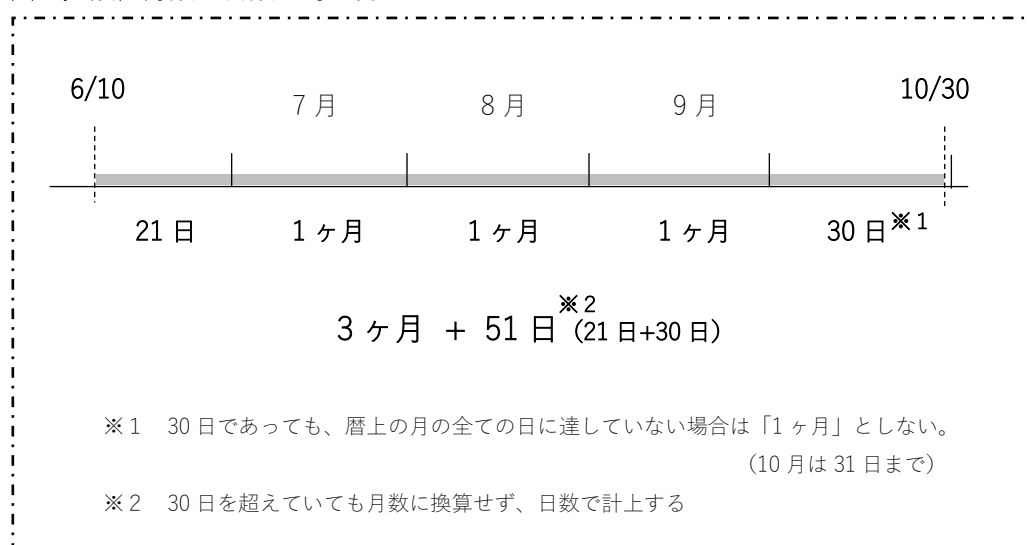 6/10
10/30
7月
8月
9月
21日
1ヶ月
1ヶ月
1ヶ月
30日※1
3ヶ月 + 51日※2(21日+30日)
※1 30日であっても、暦上の月の全ての日に達していない場合は「1ヶ月」としない。
(10月は31日まで)
※2 30日を超えていても月数に換算せず、日数で計上する